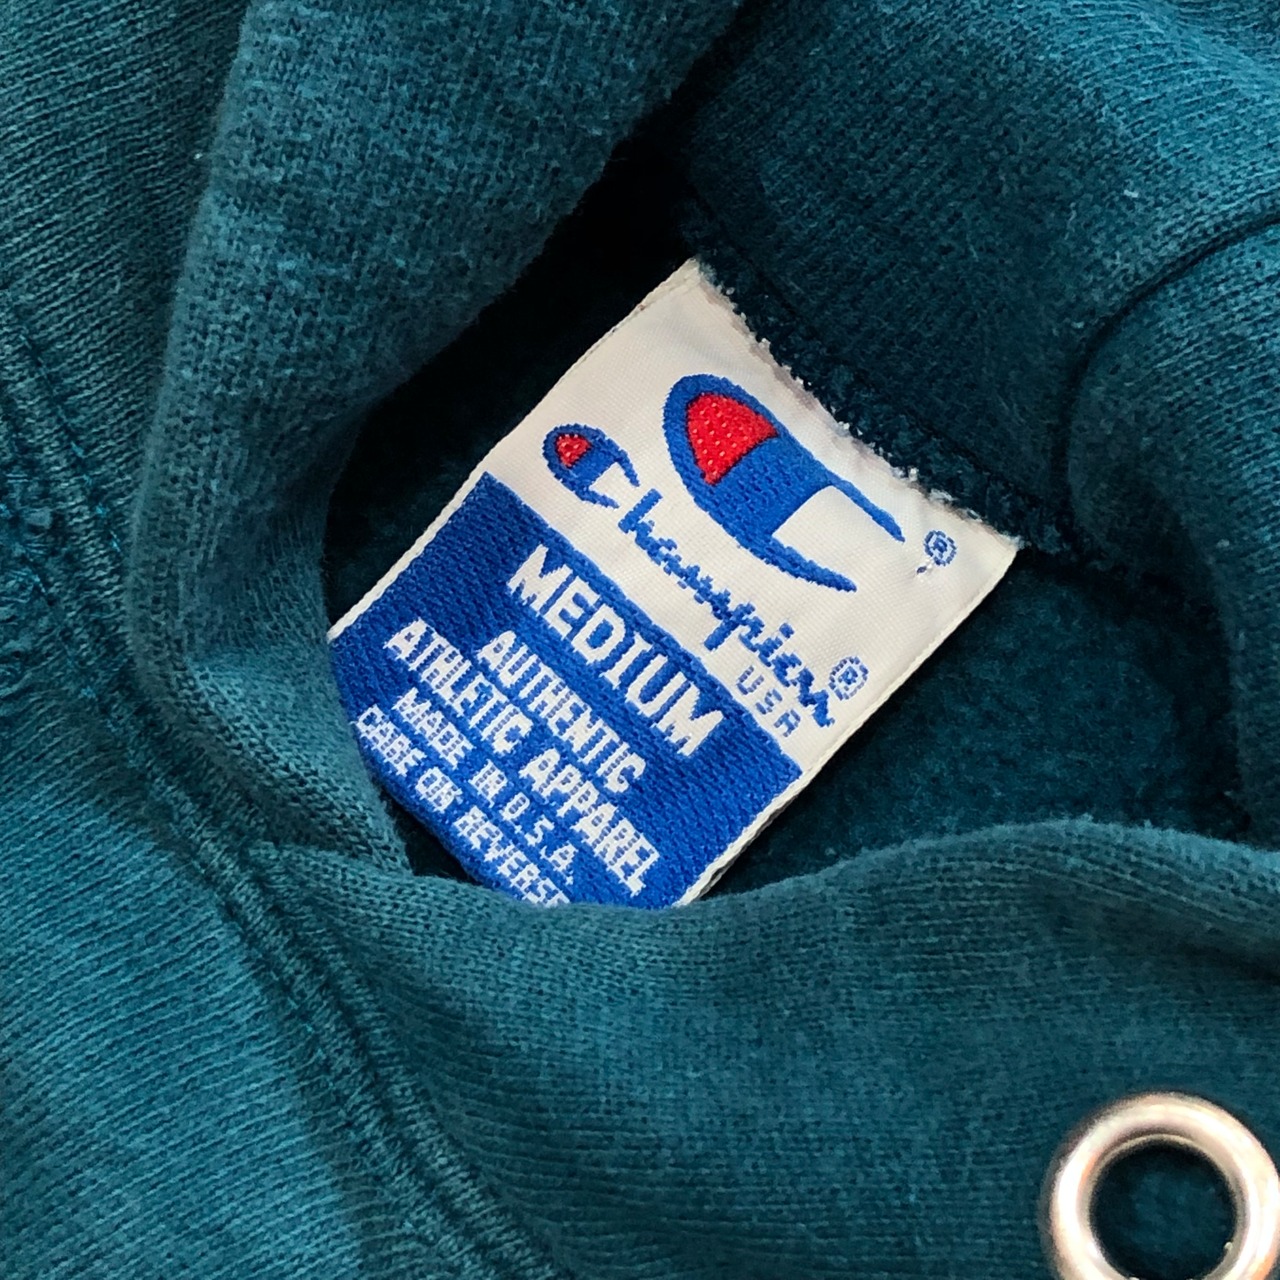 ®
Champion®
USA
MEDIUM
AUTHENTIC
ATHLETIC APPAREL
MADE IN U.S.A.
CARE ON REVERSE